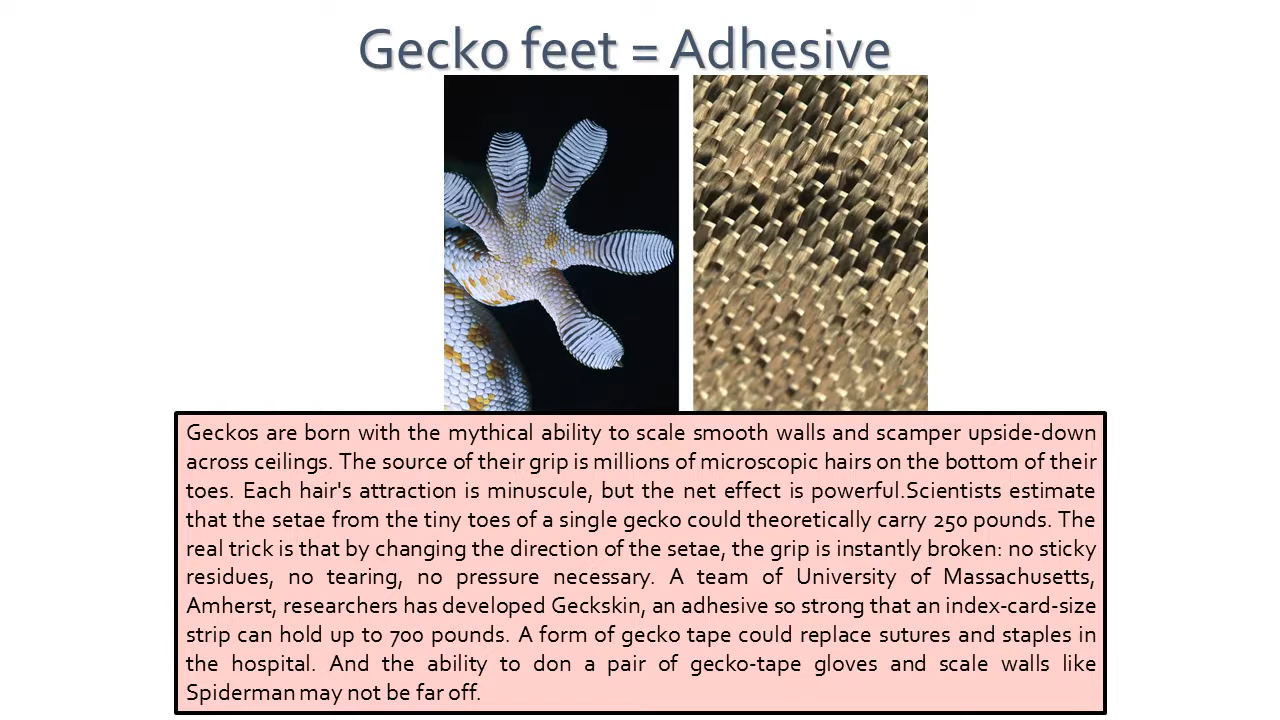 Gecko feet = Adhesive
Geckos are born with the mythical ability to scale smooth walls and scamper upside-down
across ceilings. The source of their grip is millions of microscopic hairs on the bottom of their
toes. Each hair's attraction is minuscule, but the net effect is powerful.Scientists estimate
that the setae from the tiny toes of a single gecko could theoretically carry 250 pounds. The
real trick is that by changing the direction of the setae, the grip is instantly broken: no sticky
residues, no tearing, no pressure necessary. A team of University of Massachusetts,
Amherst, researchers has developed Geckskin, an adhesive so strong that an index-card-size
strip can hold up to 700 pounds. A form of gecko tape could replace sutures and staples in
the hospital. And the ability to don a pair of gecko-tape gloves and scale walls like
Spiderman may not be far off.